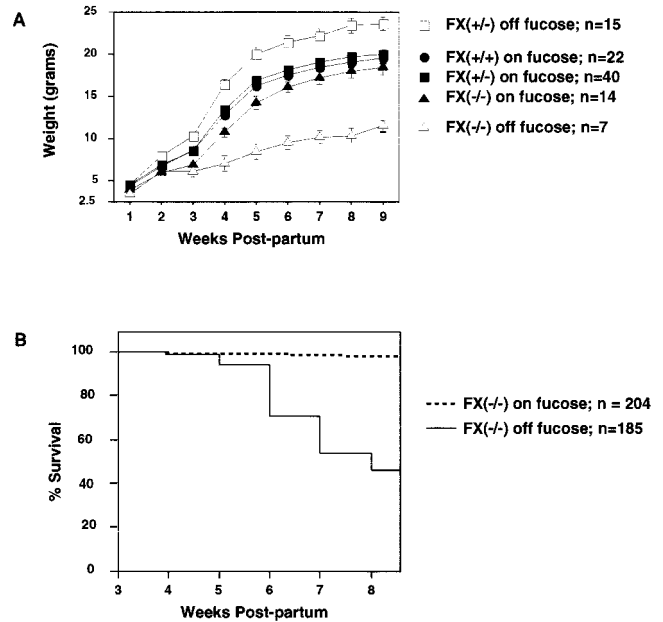 A
25
20
15
10
5
2.5
Weight (grams)
1 2 3 4 5 6 7 8 9
Weeks Post-partum
FX(+/-) off fucose; n=15
FX(+/+) on fucose; n=22
FX(+/-) on fucose; n=40
FX(-/-) on fucose; n=14
FX(-/-) off fucose; n=7
B
100
80
60
40
20
0
% Survival
3 4 5 6 7 8
Weeks Post-partum
FX(-/-) on fucose; n = 204
FX(-/-) off fucose; n=185